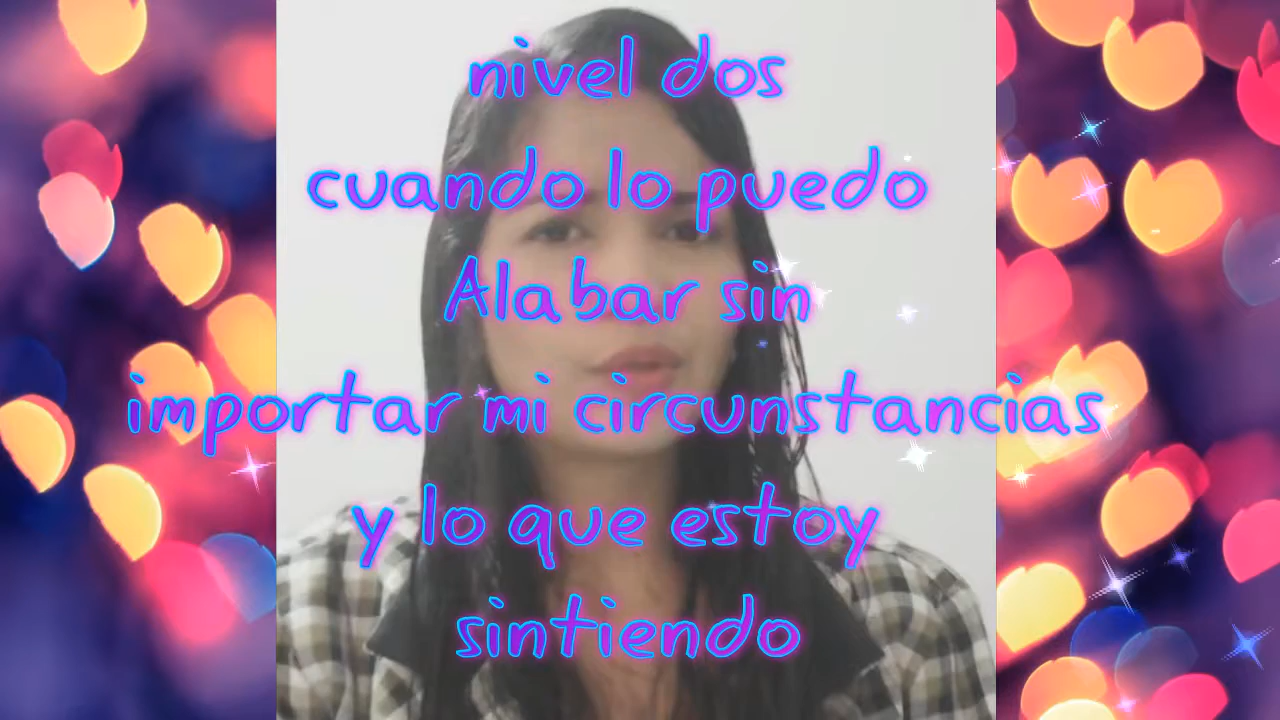 nivel dos
cuando lo puedo
Alabar sin
importar mi circunstancias
y lo que estoy
sintiendo